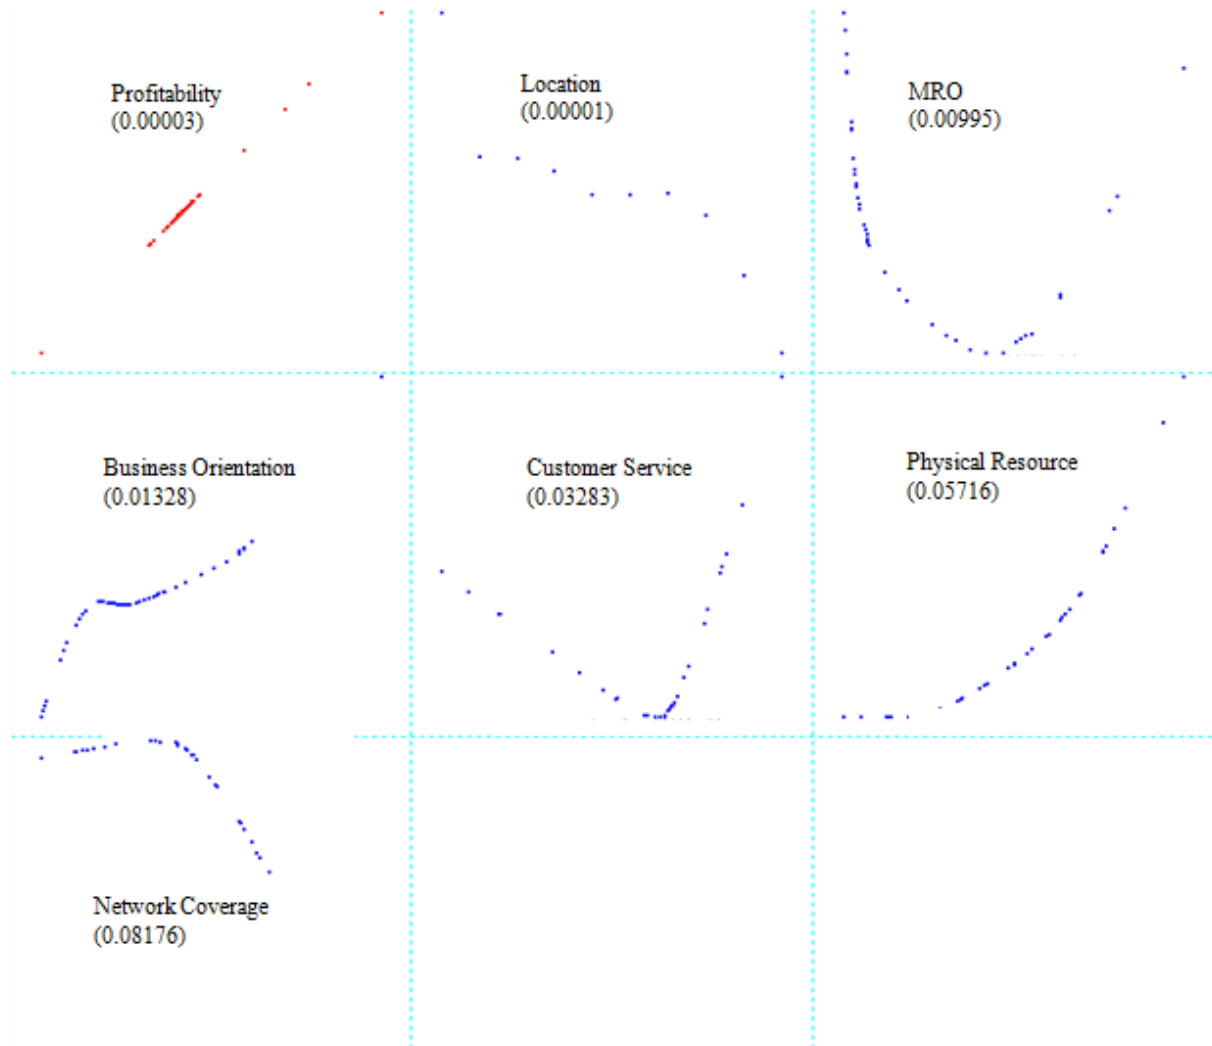 Profitability
(0.00003)
Location
(0.00001)
MRO
(0.00995)
Business Orientation
(0.01328)
Customer Service
(0.03283)
Physical Resource
(0.05716)
Network Coverage
(0.08176)